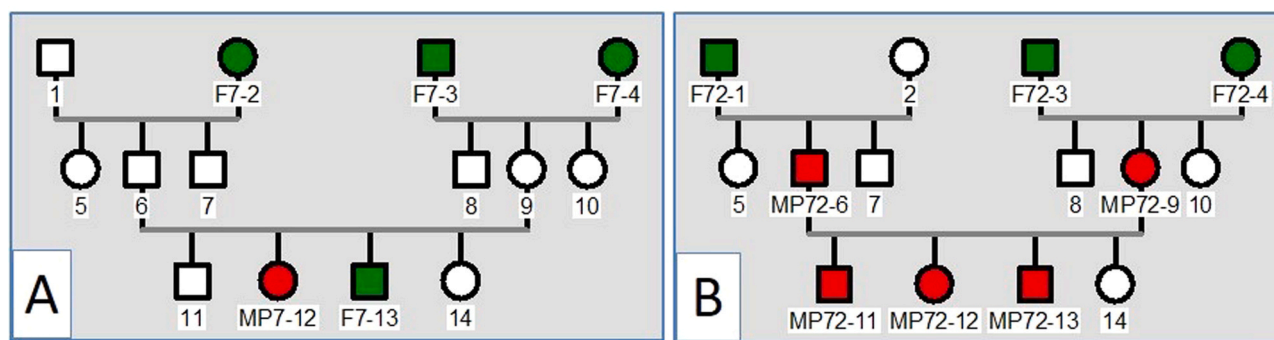 1 F7-2 F7-3 F7-4
5 6 7 8 9 10
11 MP7-12 F7-13 14
A
F72-1 2 F72-3 F72-4
5 MP72-6 7 8 MP72-9 10
MP72-11 MP72-12 MP72-13 14
B